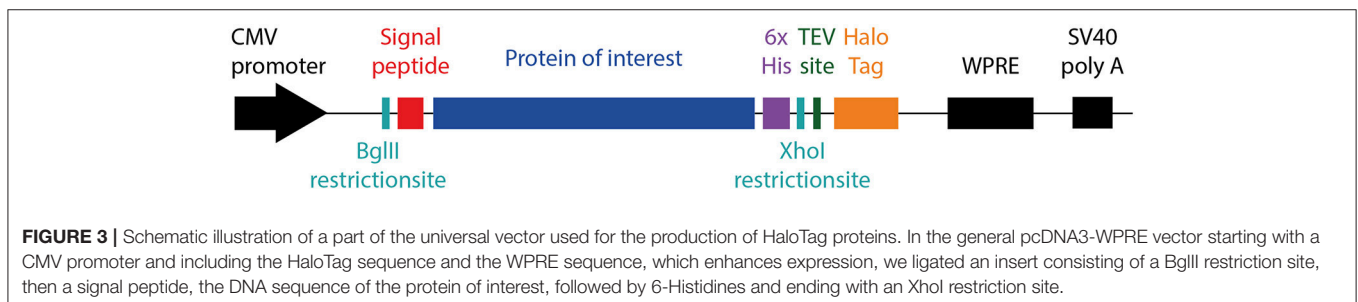 CMV
promoter
Signal
peptide
Protein of interest
6x
His
TEV
site
Halo
Tag
WPRE
SV40
poly A
BglII
restrictionsite
XhoI
restrictionsite
FIGURE 3 | Schematic illustration of a part of the universal vector used for the production of HaloTag proteins. In the general pcDNA3-WPRE vector starting with a
CMV promoter and including the HaloTag sequence and the WPRE sequence, which enhances expression, we ligated an insert consisting of a BglII restriction site,
then a signal peptide, the DNA sequence of the protein of interest, followed by 6-Histidines and ending with an XhoI restriction site.